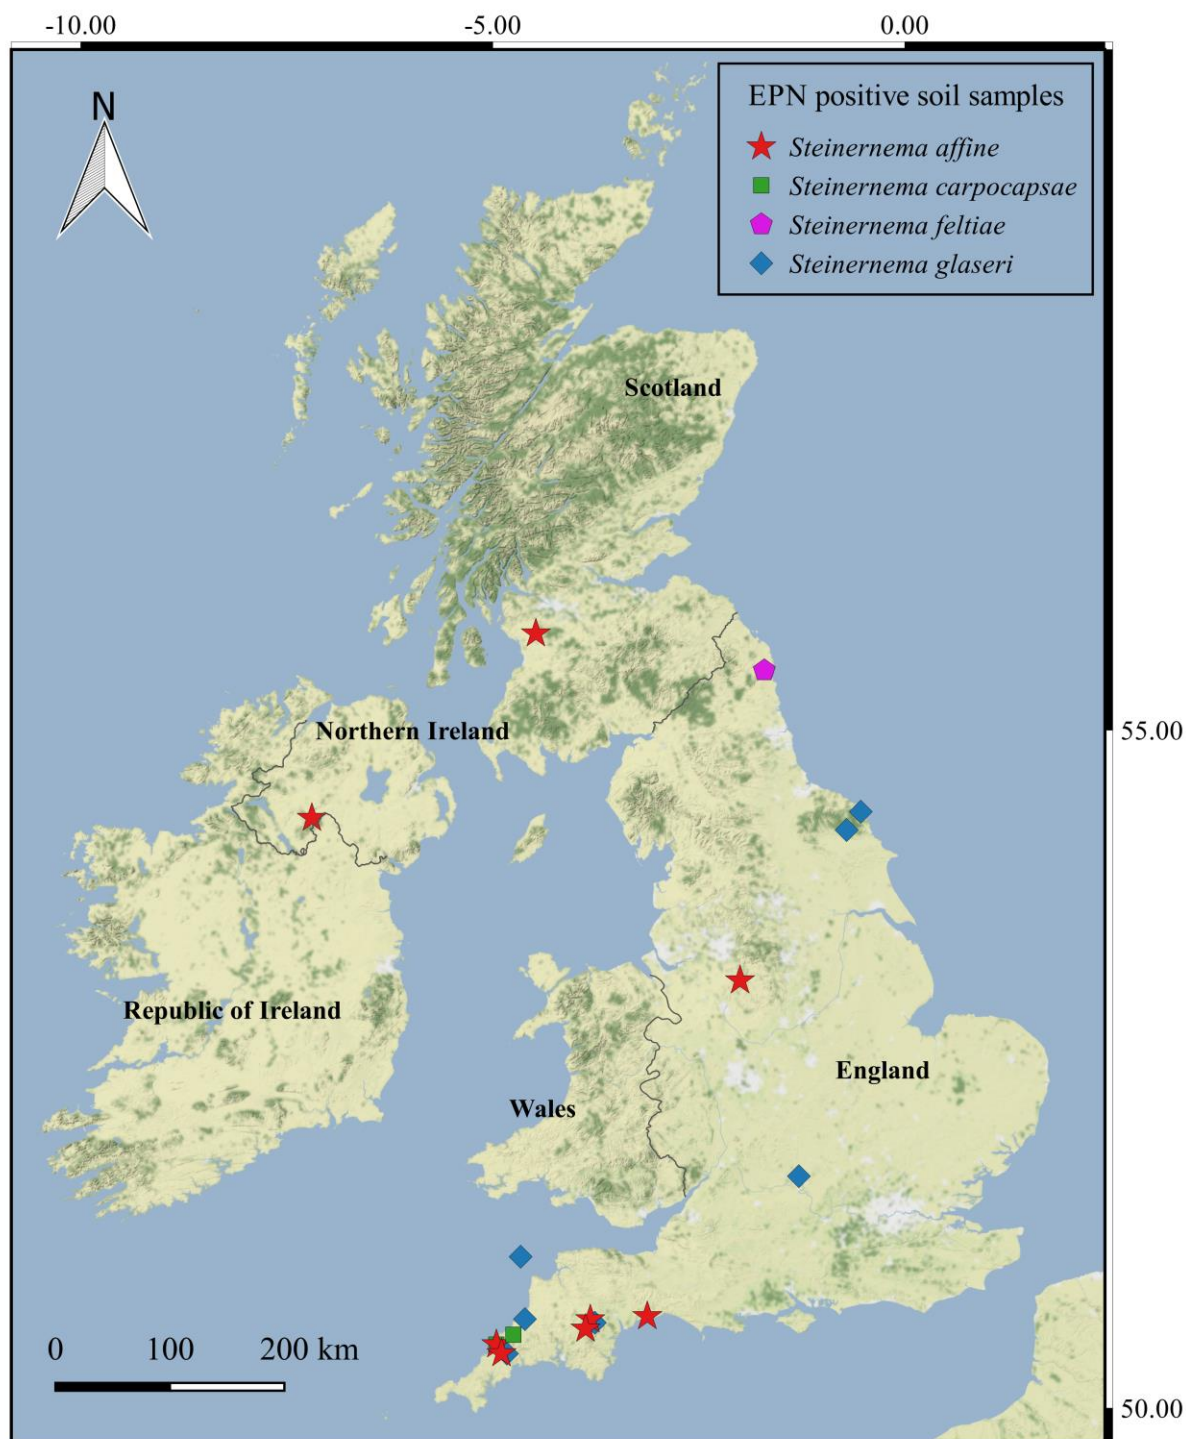 -10.00 -5.00 0.00
N
EPN positive soil samples
Steinernema affine
Steinernema carpocapsae
Steinernema feltiae
Steinernema glaseri
Scotland
Northern Ireland
55.00
Republic of Ireland
England
Wales
0 100 200 km
50.00